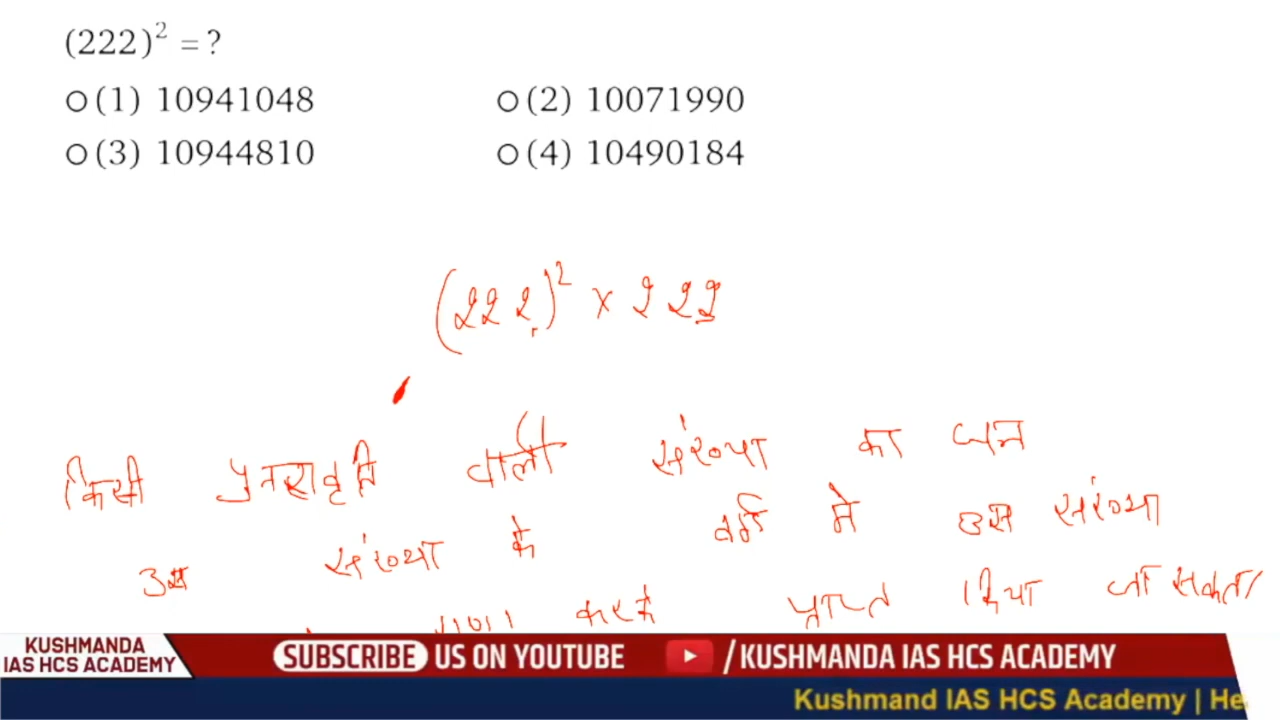 (222)² = ?
(1) 10941048 (2) 10071990
(3) 10944810 (4) 10490184
(222)² × 222
किसी पुनरावृति वाली संख्या का घन
उस संख्या के वर्ग मे उस संख्या
करके प्राप्त किया जा सकता
KUSHMANDA
IAS HCS ACADEMY
SUBSCRIBE US ON YOUTUBE /KUSHMANDA IAS HCS ACADEMY
Kushmand IAS HCS Academy | He